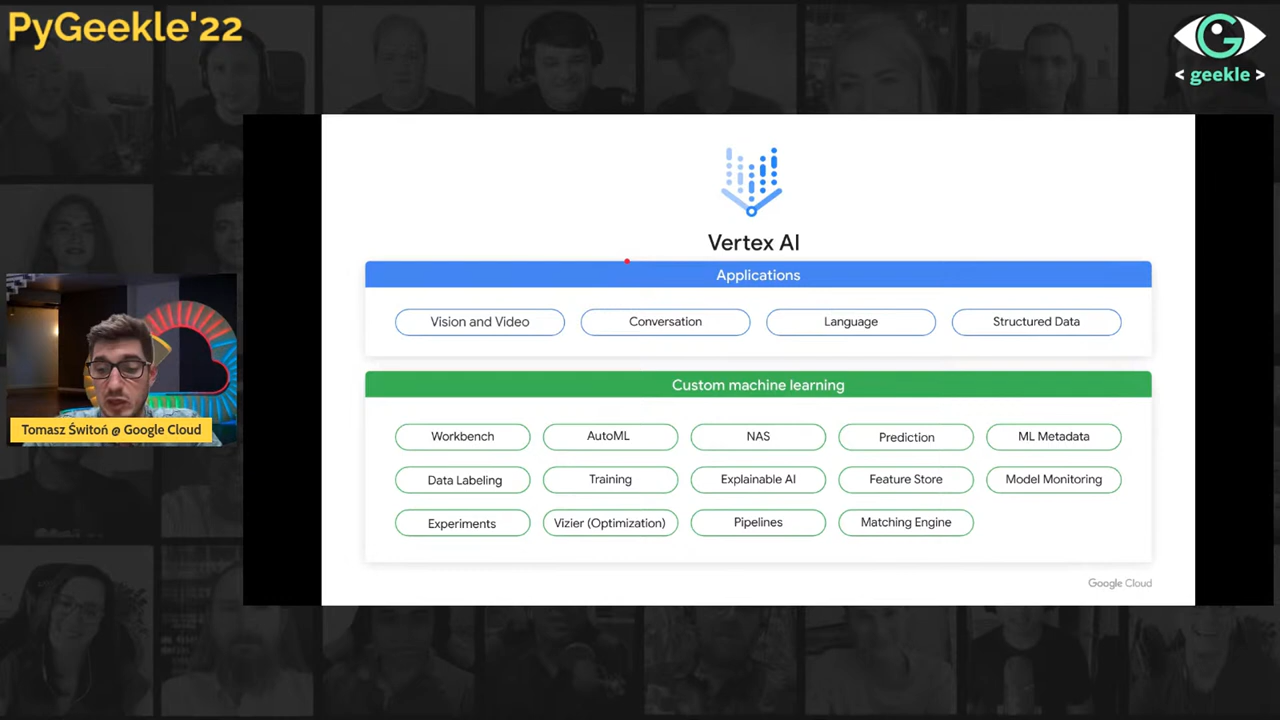 PyGeekle'22
G
< geekle >
Vertex AI
Applications
Vision and Video
Conversation
Language
Structured Data
Custom machine learning
Workbench
AutoML
NAS
Prediction
ML Metadata
Data Labeling
Training
Explainable AI
Feature Store
Model Monitoring
Experiments
Vizier (Optimization)
Pipelines
Matching Engine
Google Cloud
Tomasz Świtoń @ Google Cloud